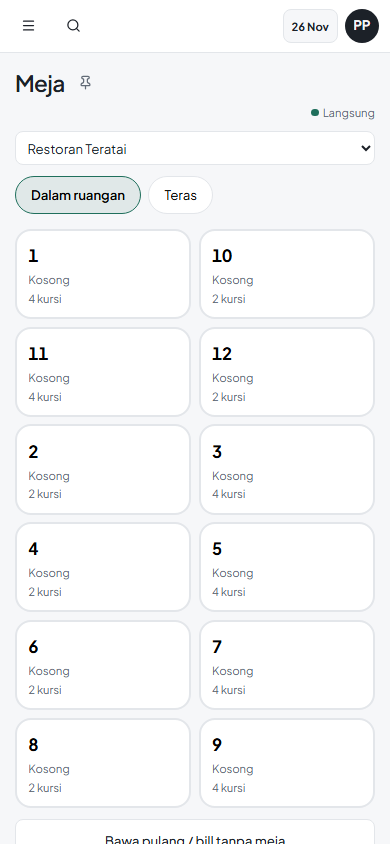 26 Nov
PP
Meja
Langsung
Restoran Teratai
Dalam ruangan
Teras
1
Kosong
4 kursi
10
Kosong
2 kursi
11
Kosong
4 kursi
12
Kosong
2 kursi
2
Kosong
2 kursi
3
Kosong
4 kursi
4
Kosong
2 kursi
5
Kosong
4 kursi
6
Kosong
2 kursi
7
Kosong
4 kursi
8
Kosong
2 kursi
9
Kosong
4 kursi
Bawa pulang / bill tanpa meja